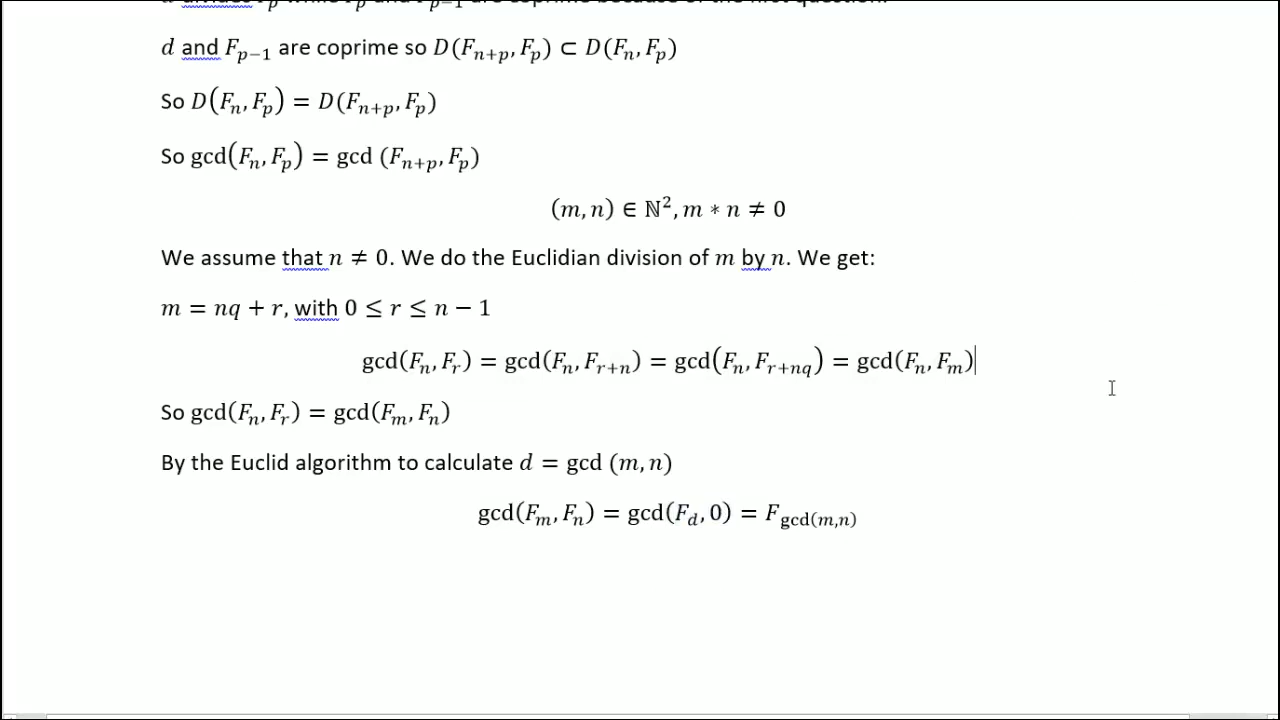 d and F_{p−1} are coprime so D(F_{n+p}, F_p) ⊂ D(F_n, F_p)
So D(F_n, F_p) = D(F_{n+p}, F_p)
So gcd(F_n, F_p) = gcd (F_{n+p}, F_p)
(m, n) ∈ ℕ², m ∗ n ≠ 0
We assume that n ≠ 0. We do the Euclidian division of m by n. We get:
m = nq + r, with 0 ≤ r ≤ n − 1
gcd(F_n, F_r) = gcd(F_n, F_{r+n}) = gcd(F_n, F_{r+nq}) = gcd(F_n, F_m)
So gcd(F_n, F_r) = gcd(F_m, F_n)
By the Euclid algorithm to calculate d = gcd (m, n)
gcd(F_m, F_n) = gcd(F_d, 0) = F_{gcd(m,n)}